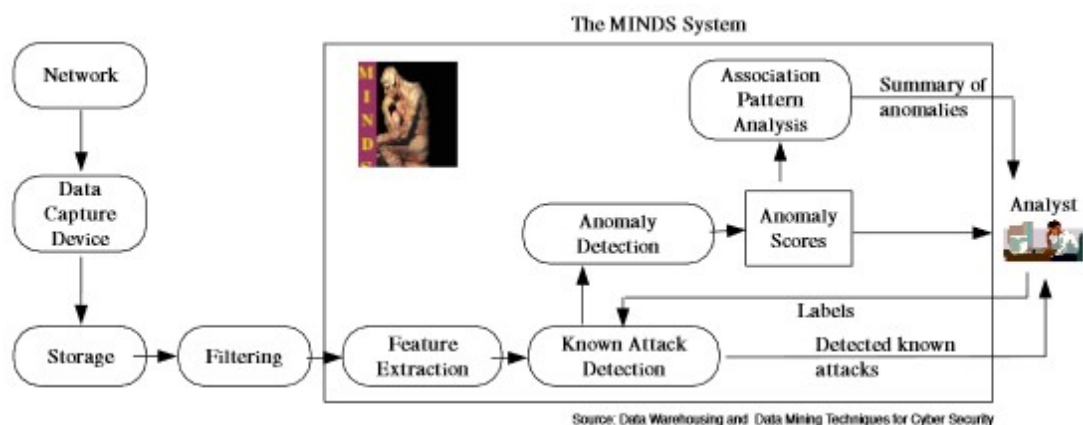 The MINDS System
Network
Data
Capture
Device
Storage
Filtering
M
I
N
D
S
Feature
Extraction
Known Attack
Detection
Anomaly
Detection
Anomaly
Scores
Association
Pattern
Analysis
Summary of
anomalies
Analyst
Labels
Detected known
attacks
Source: Data Warehousing and Data Mining Techniques for Cyber Security